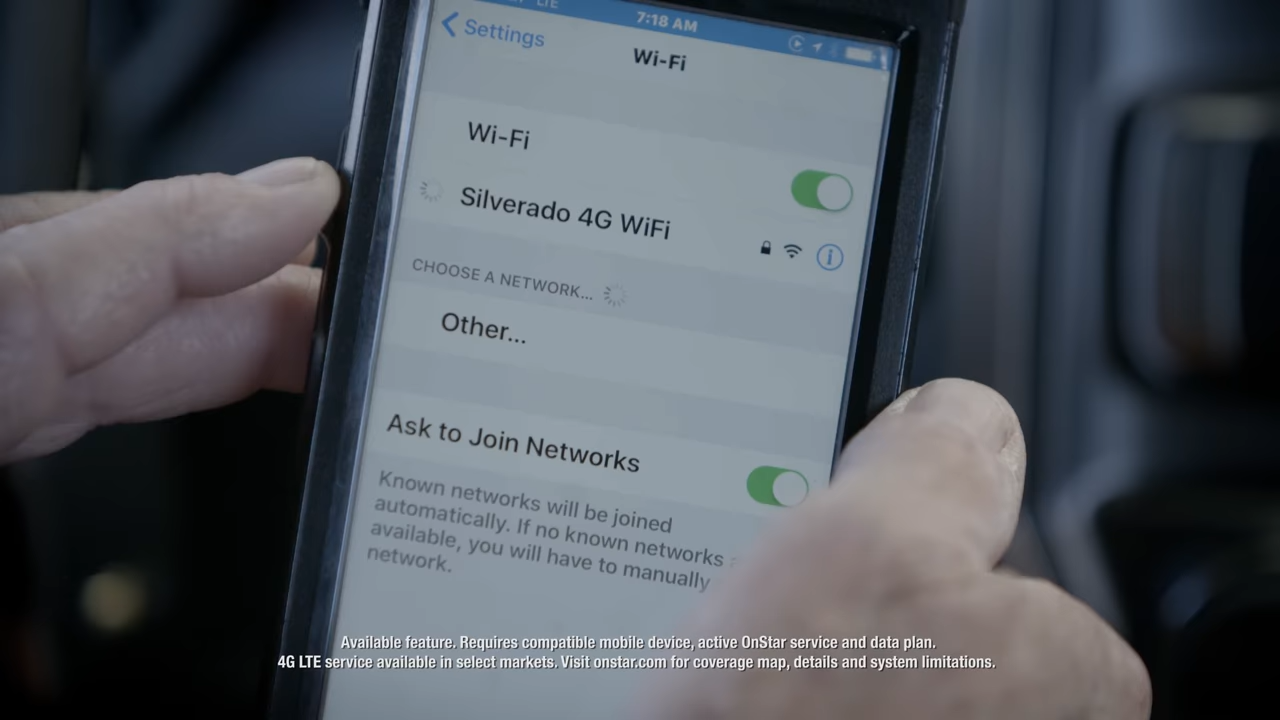 LTE
7:18 AM
Settings
Wi-Fi
Wi-Fi
Silverado 4G WiFi
CHOOSE A NETWORK...
Other...
Ask to Join Networks
Known networks will be joined
automatically. If no known networks
available, you will have to manually
network.
Available feature. Requires compatible mobile device, active OnStar service and data plan.
4G LTE service available in select markets. Visit onstar.com for coverage map, details and system limitations.